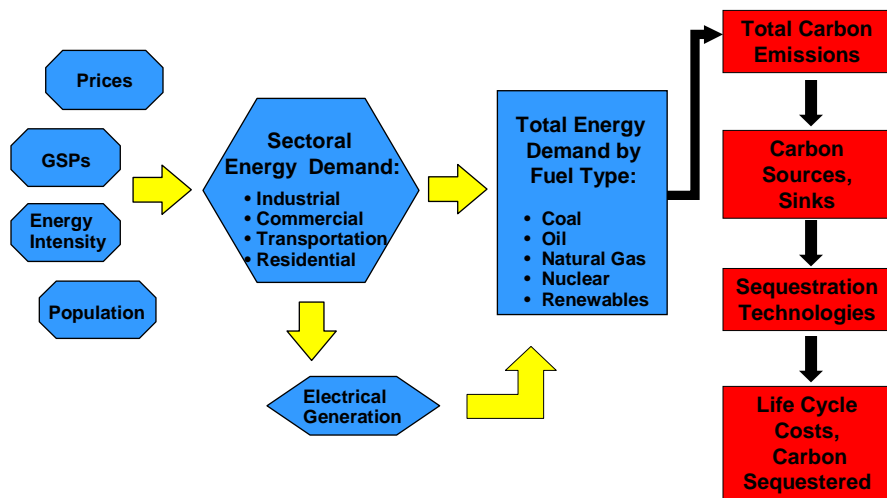 Prices
GSPs
Energy
Intensity
Population
Sectoral
Energy Demand:
• Industrial
• Commercial
• Transportation
• Residential
Electrical
Generation
Total Energy
Demand by
Fuel Type:
• Coal
• Oil
• Natural Gas
• Nuclear
• Renewables
Total Carbon
Emissions
Carbon
Sources,
Sinks
Sequestration
Technologies
Life Cycle
Costs,
Carbon
Sequestered